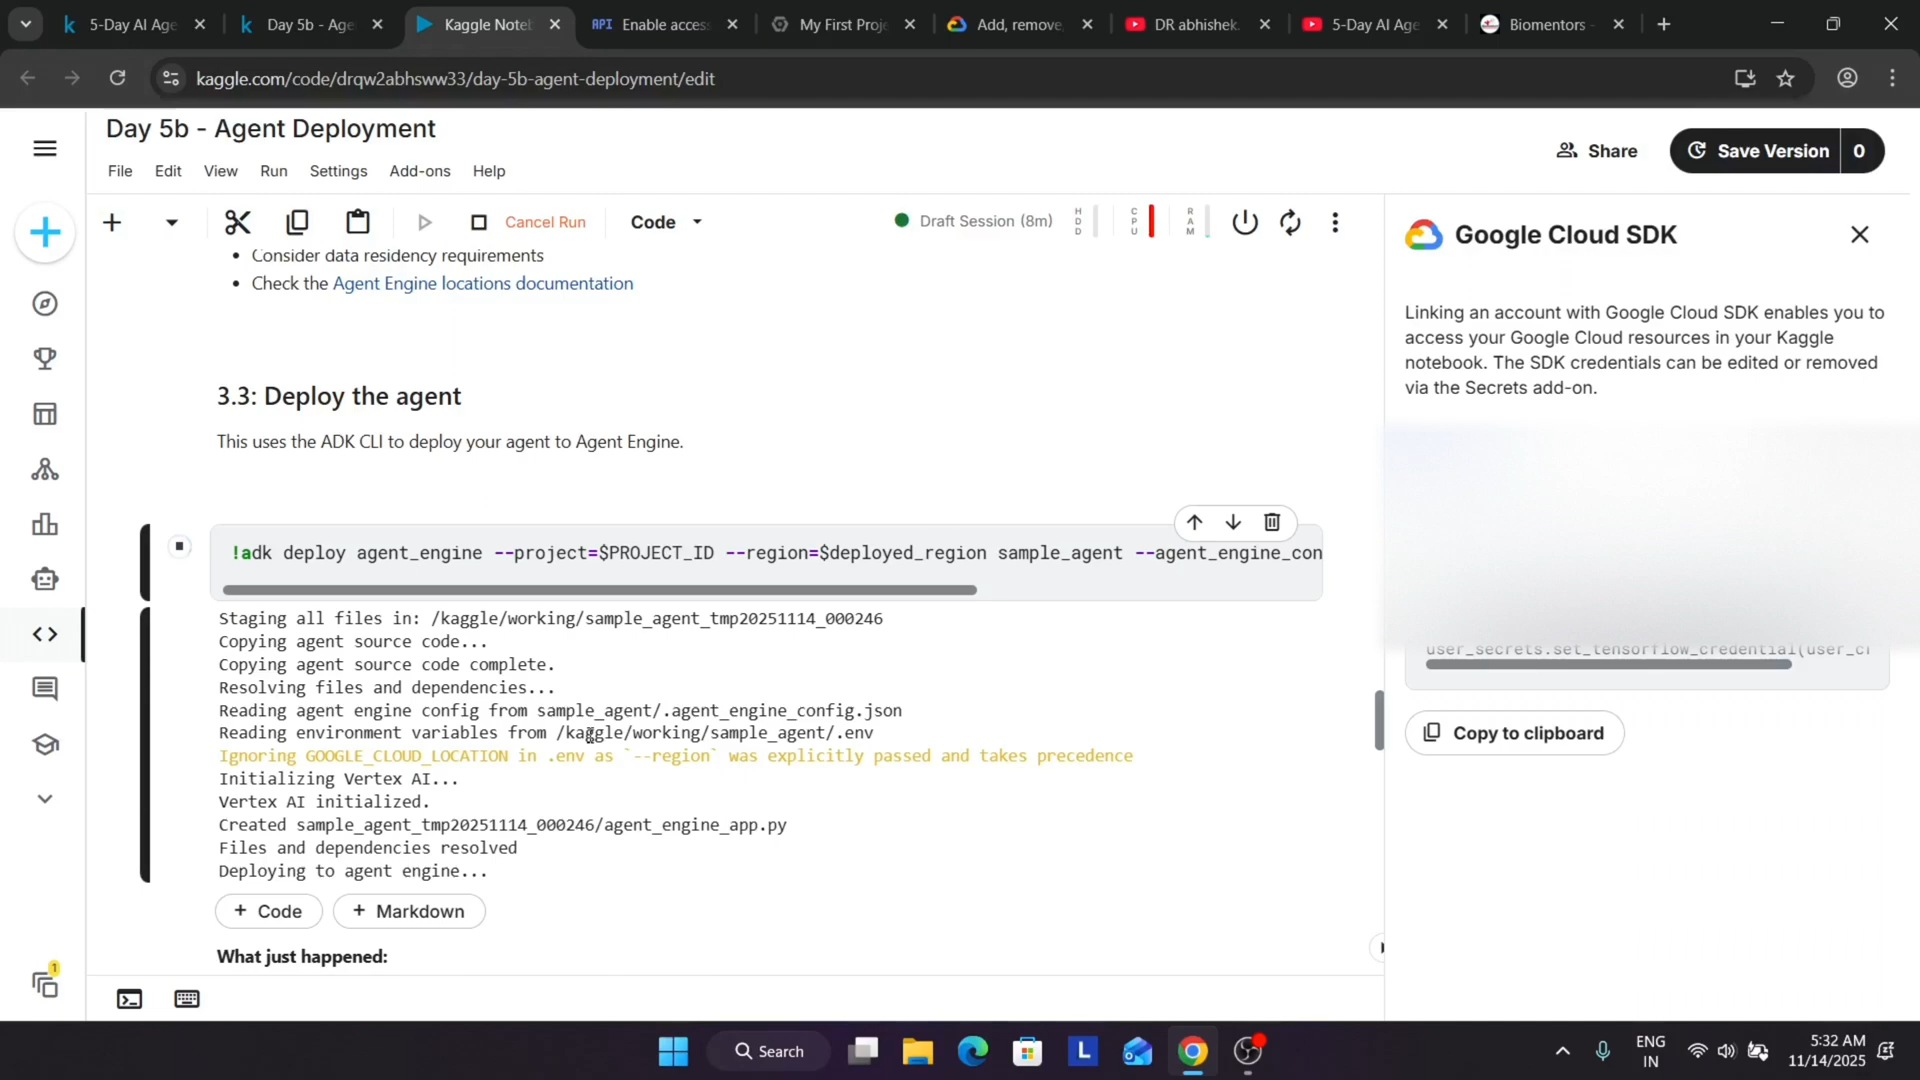 5-Day AI Age
Day 5b - Age
Kaggle Note
API Enable acces
My First Proje
Add, remove,
DR abhishek.
5-Day AI Age
Biomentors -
kaggle.com/code/drqw2abhsww33/day-5b-agent-deployment/edit
Day 5b - Agent Deployment
Share
Save Version 0
File Edit View Run Settings Add-ons Help
Cancel Run
Code
Draft Session (8m)
HDD
CPU
RAM
Google Cloud SDK
• Consider data residency requirements
• Check the Agent Engine locations documentation
Linking an account with Google Cloud SDK enables you to
access your Google Cloud resources in your Kaggle
notebook. The SDK credentials can be edited or removed
via the Secrets add-on.
3.3: Deploy the agent
This uses the ADK CLI to deploy your agent to Agent Engine.
!adk deploy agent_engine --project=$PROJECT_ID --region=$deployed_region sample_agent --agent_engine_con
Staging all files in: /kaggle/working/sample_agent_tmp20251114_000246
Copying agent source code...
Copying agent source code complete.
Resolving files and dependencies...
Reading agent engine config from sample_agent/.agent_engine_config.json
Reading environment variables from /kaggle/working/sample_agent/.env
Ignoring GOOGLE_CLOUD_LOCATION in .env as `--region` was explicitly passed and takes precedence
Initializing Vertex AI...
Vertex AI initialized.
Created sample_agent_tmp20251114_000246/agent_engine_app.py
Files and dependencies resolved
Deploying to agent engine...
user_secrets.set_tensorflow_credential(user_cr
Copy to clipboard
+ Code
+ Markdown
What just happened:
1
Search
L
ENG
IN
5:32 AM
11/14/2025